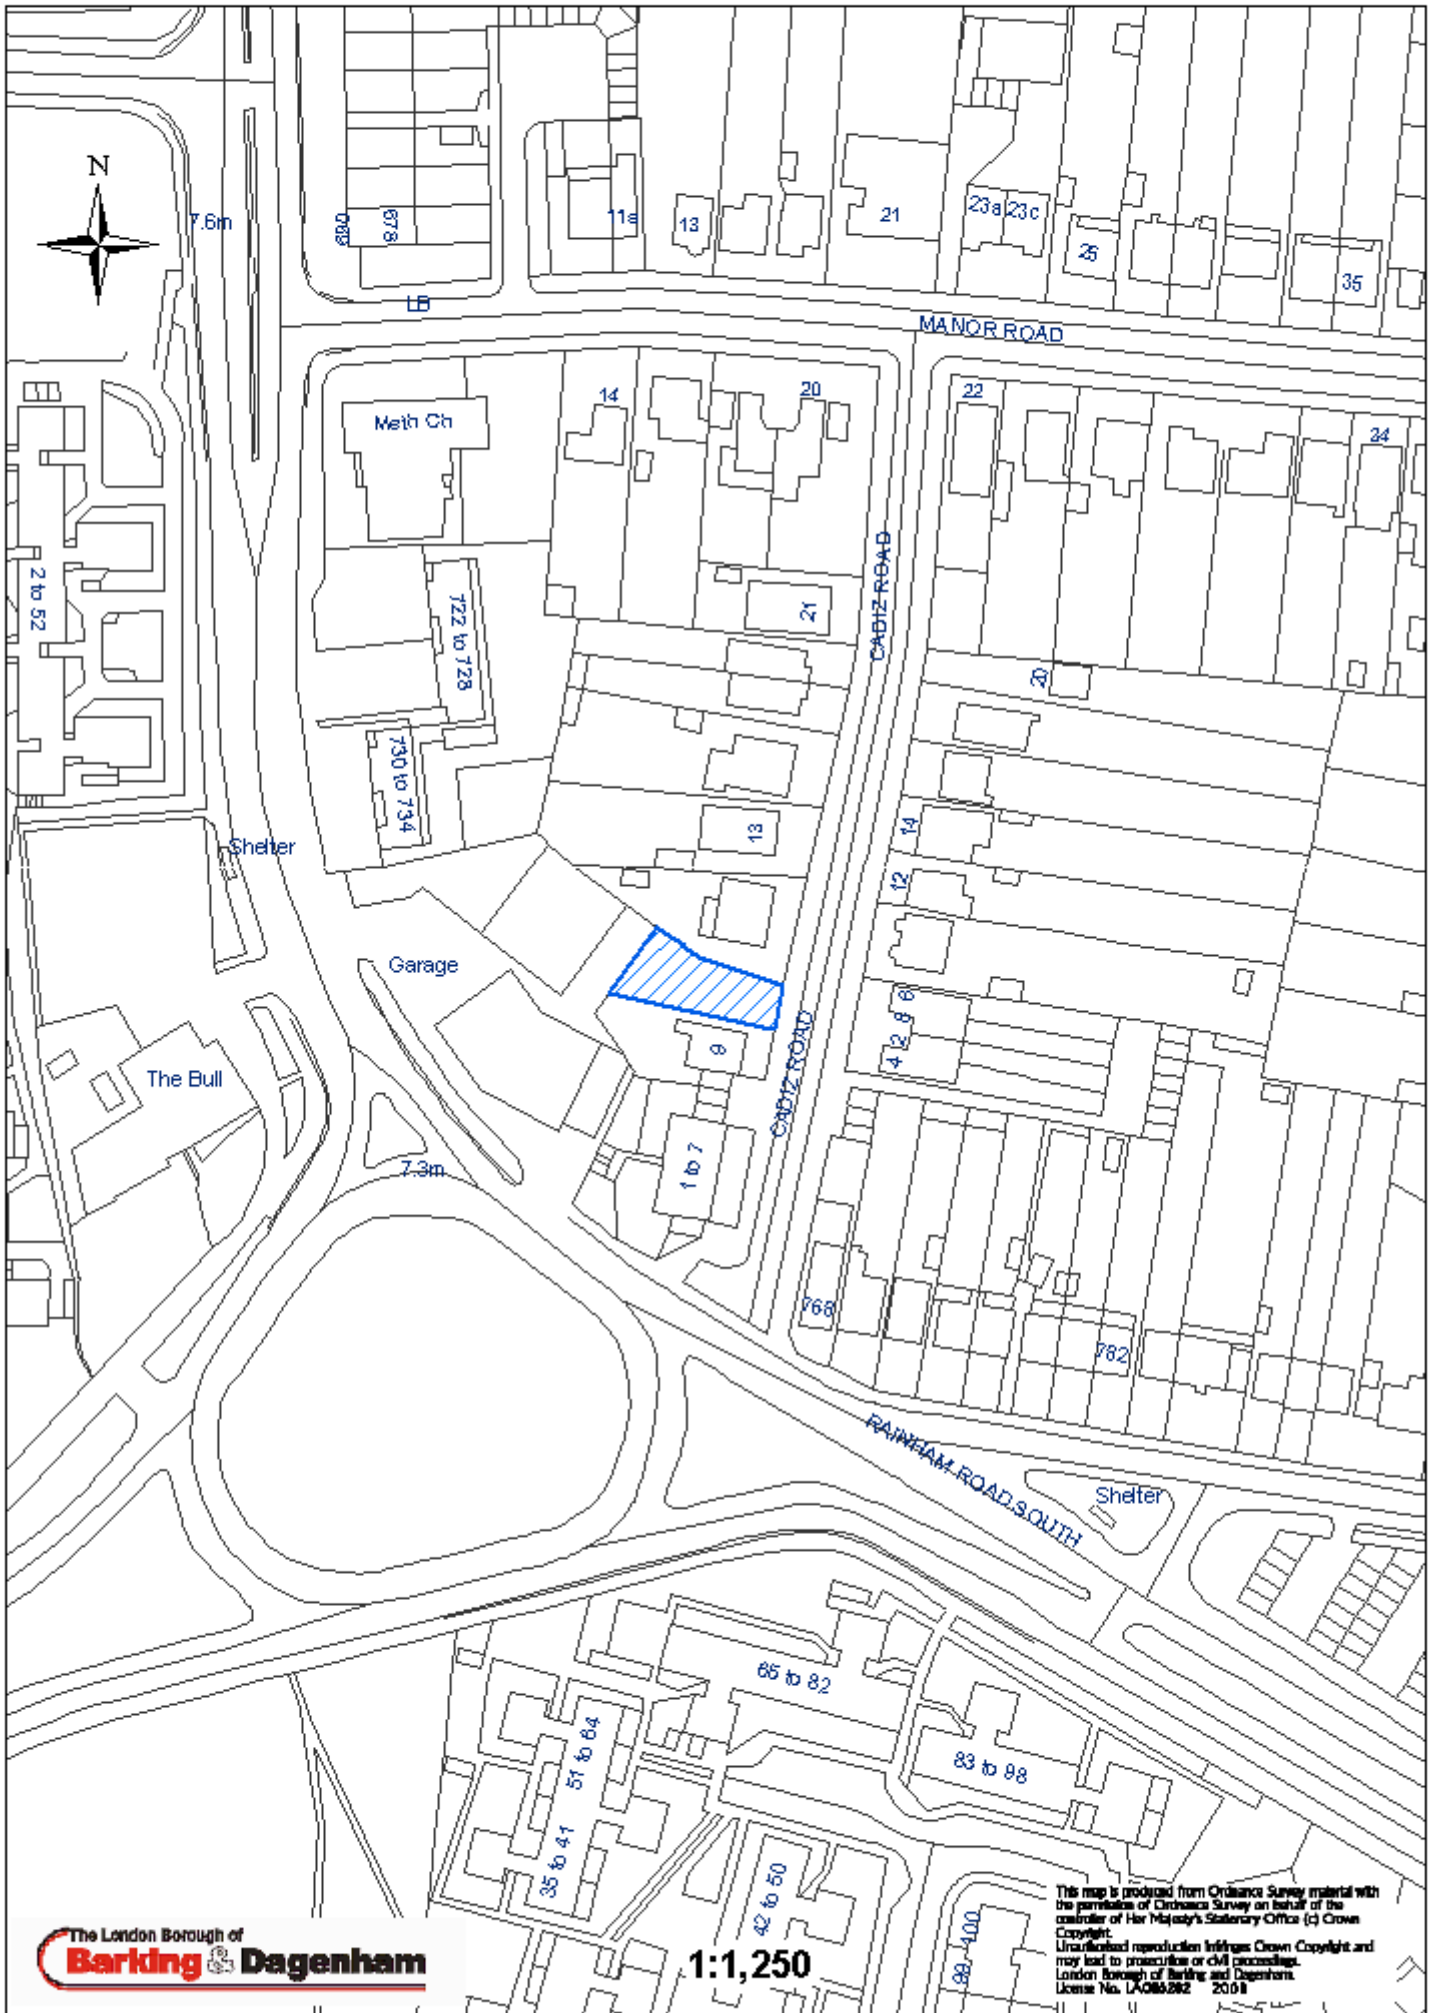 N
7.6m
690
678
11a
13
21
23a
23c
25
35
LB
MANOR ROAD
Meth Ch
14
20
22
24
2 to 52
722 to 728
CADIZ ROAD
21
20
730 to 734
13
14
12
Shelter
Garage
The Bull
9
CADIZ ROAD
6
8
2
4
1 to 7
7.3m
768
782
RAINHAM ROAD SOUTH
Shelter
65 to 82
51 to 64
83 to 98
35 to 41
42 to 50
99 100
The London Borough of
Barking & Dagenham
1:1,250
This map is produced from Ordnance Survey material with
the permission of Ordnance Survey on behalf of the
controller of Her Majesty's Stationary Office (c) Crown
Copyright.
Unauthorised reproduction infringes Crown Copyright and
may lead to prosecution or civil proceedings.
London Borough of Barking and Dagenham.
License No.